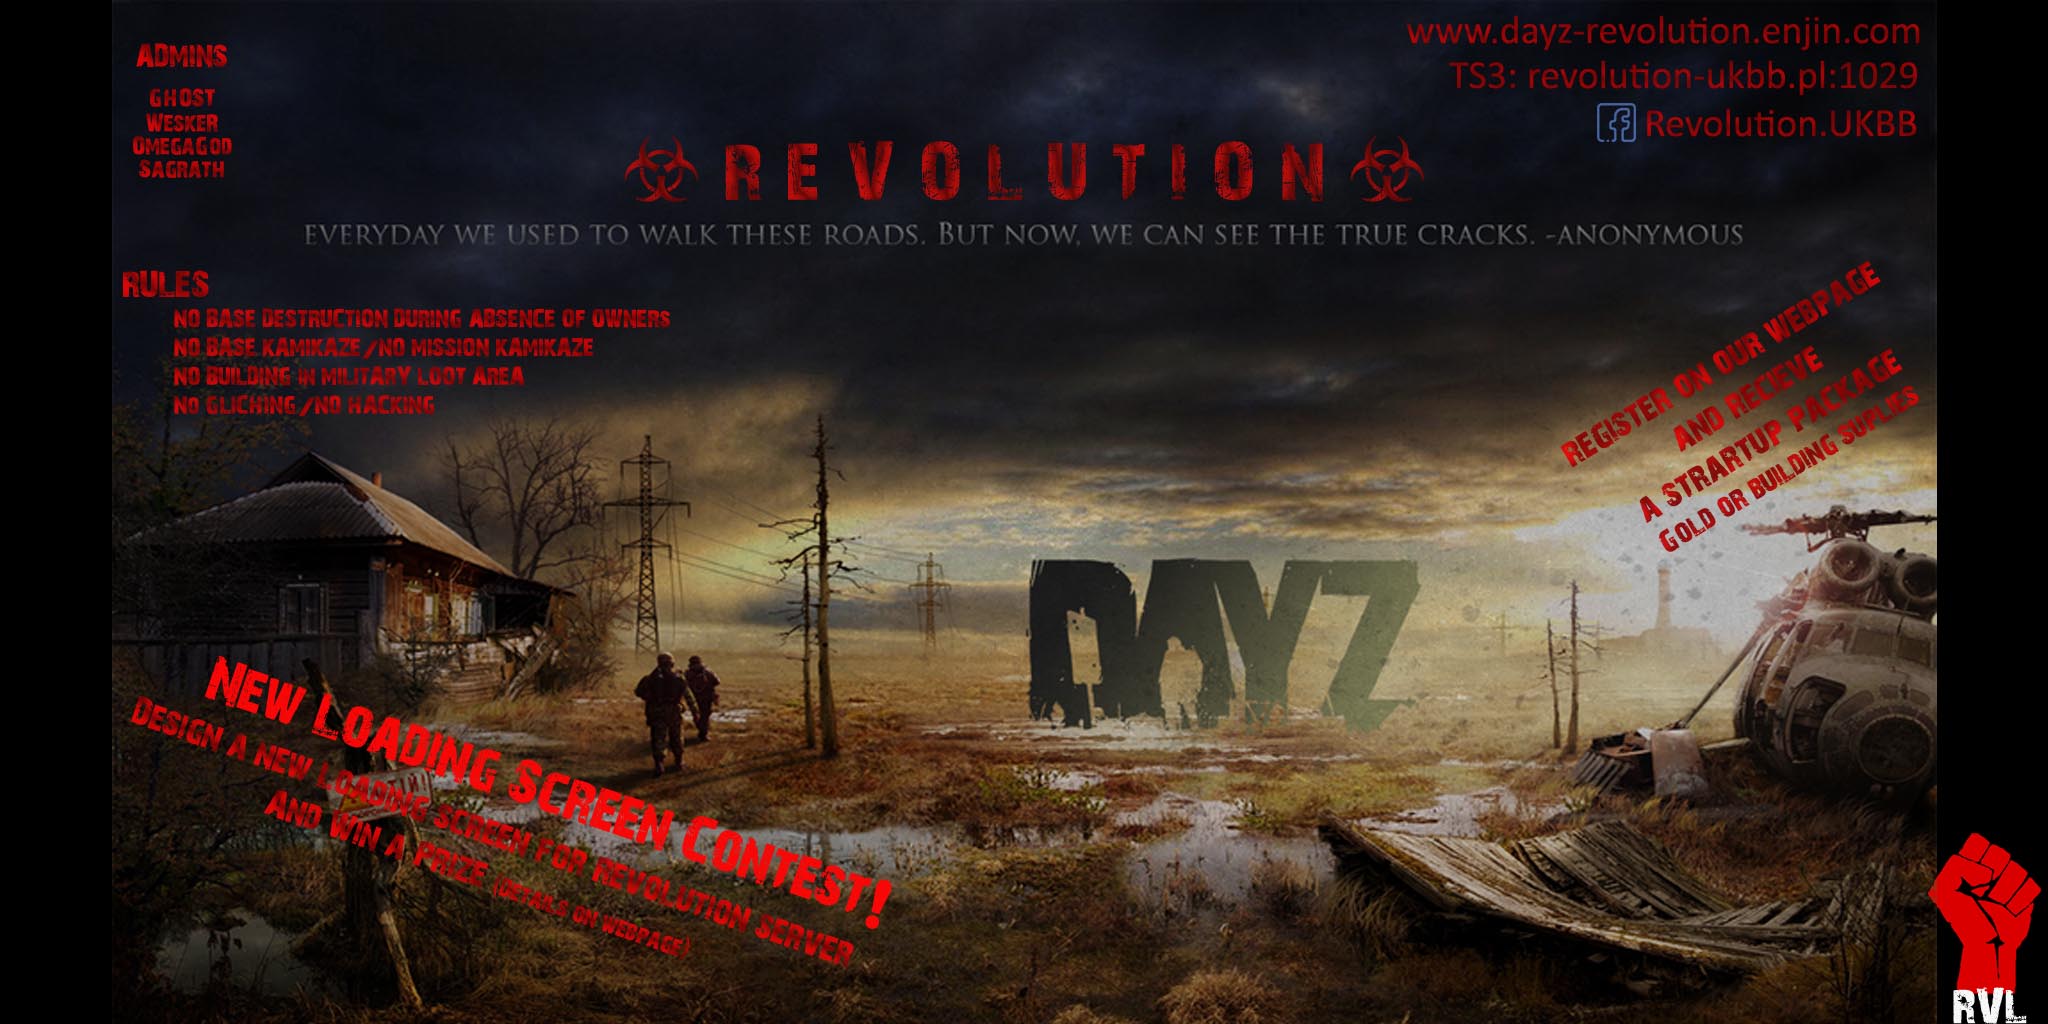 www.dayz-revolution.enjin.com
TS3: revolution-ukbb.pl:1029
Revolution.UKBB
ADMINS
GHOST
WESKER
OMEGAGOD
SAGRATH
REVOLUTION
EVERYDAY WE USED TO WALK THESE ROADS. BUT NOW, WE CAN SEE THE TRUE CRACKS. -ANONYMOUS
RULES
NO BASE DESTRUCTION DURING ABSENCE OF OWNERS
NO BASE KAMIKAZE/NO MISSION KAMIKAZE
NO BUILDING IN MILITARY LOOT AREA
NO GLICHING/NO HACKING
REGISTER ON OUR WEBPAGE
AND RECIEVE
A STRARTUP PACKAGE
GOLD OR BUILDING SUPLIES
DAYZ
NEW LOADING SCREEN CONTEST!
DESIGN A NEW LOADING SCREEN FOR REVOLUTION SERVER
AND WIN A PRIZE (DETAILS ON WEBPAGE)
RVL